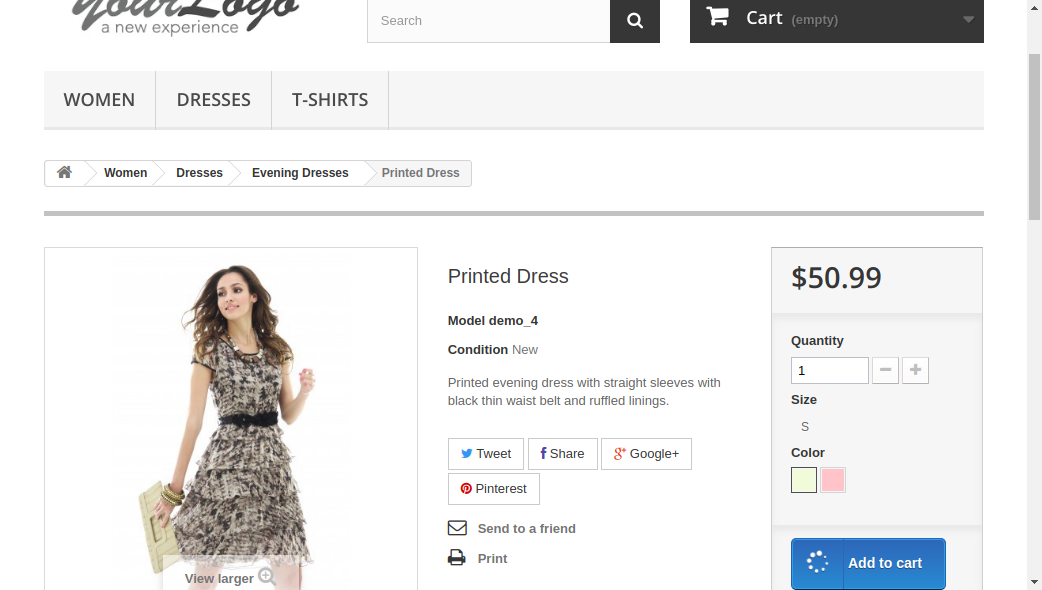 yourLogo
a new experience
Search
Cart (empty)
WOMEN
DRESSES
T-SHIRTS
Women
Dresses
Evening Dresses
Printed Dress
Printed Dress
$50.99
Model demo_4
Condition New
Printed evening dress with straight sleeves with
black thin waist belt and ruffled linings.
Quantity
1
Size
S
Color
Tweet
Share
Google+
Pinterest
Send to a friend
Print
View larger
Add to cart